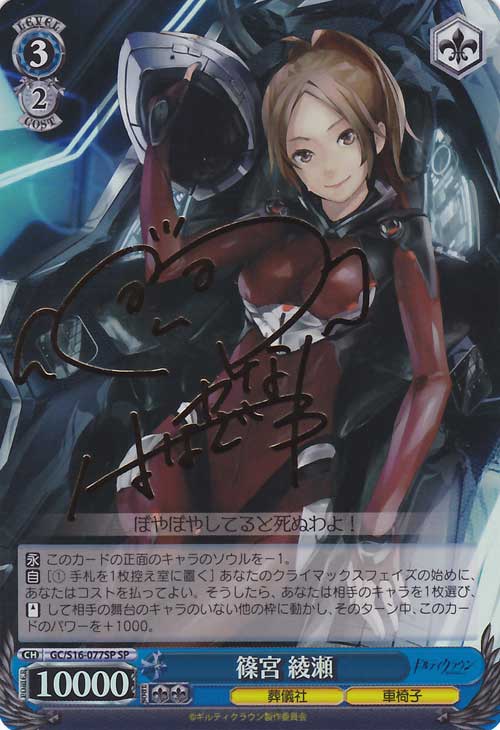 LEVEL
3
2
COST
ぼやぼやしてると死ぬわよ!
永 このカードの正面のキャラのソウルを-1。
自 [① 手札を1枚控え室に置く] あなたのクライマックスフェイズの始めに、
あなたはコストを払ってよい。そうしたら、あなたは相手のキャラを1枚選び、
して相手の舞台のキャラのいない他の枠に動かし、そのターン中、このカード
のパワーを+1000。
CH GC/S16-077SP SP
POWER 10000 SOUL
篠宮 綾瀬
ギルティクラウン
葬儀社 車椅子
©ギルティクラウン製作委員会